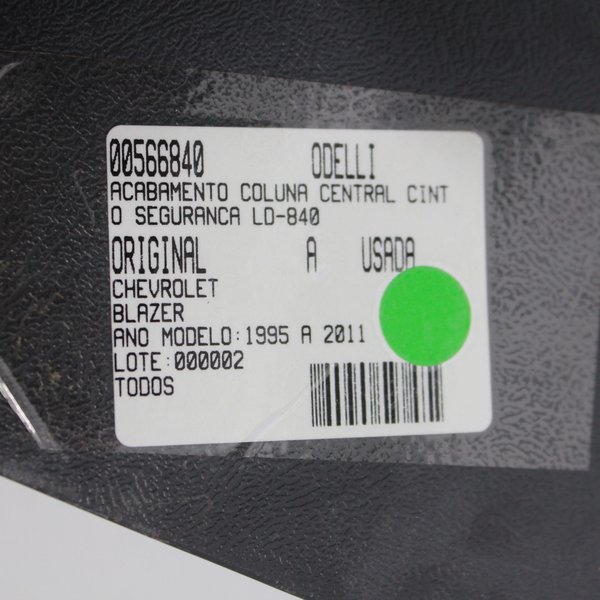 00566840 ODELLI
ACABAMENTO COLUNA CENTRAL CINT
O SEGURANCA LD-840
ORIGINAL A USADA
CHEVROLET
BLAZER
ANO MODELO:1995 A 2011
LOTE:000002
TODOS